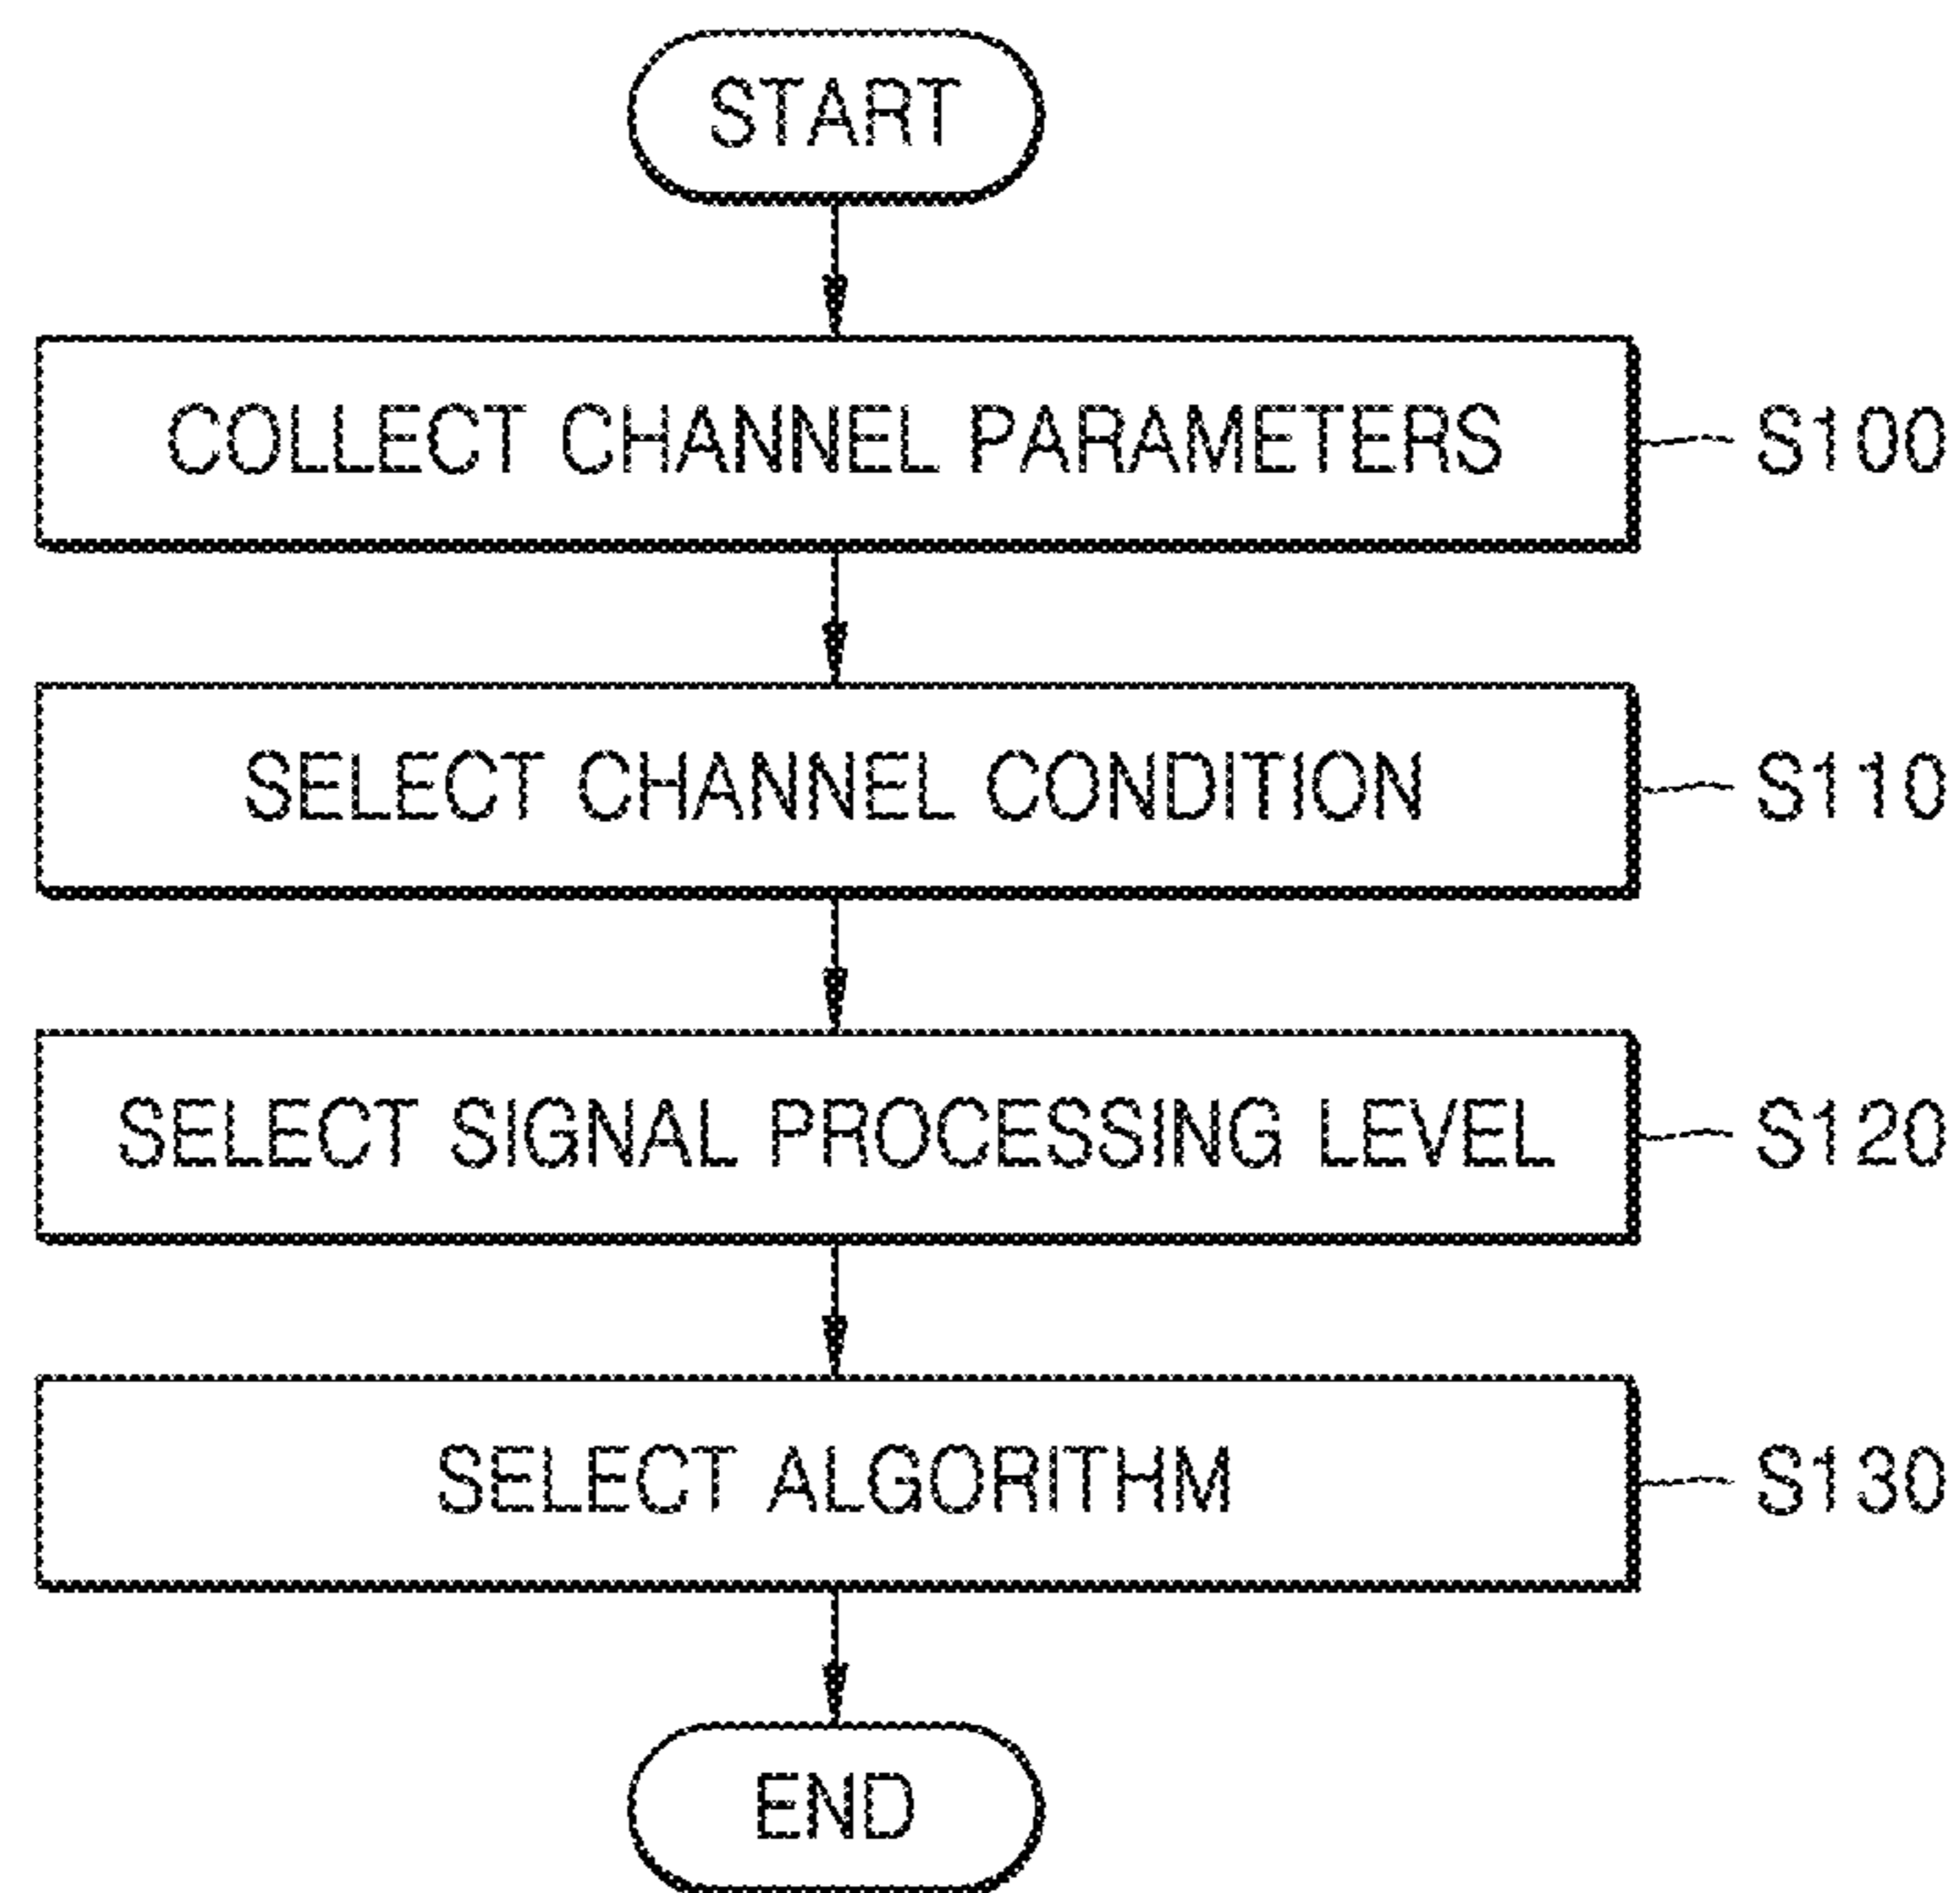 START
COLLECT CHANNEL PARAMETERS S100
SELECT CHANNEL CONDITION S110
SELECT SIGNAL PROCESSING LEVEL S120
SELECT ALGORITHM S130
END